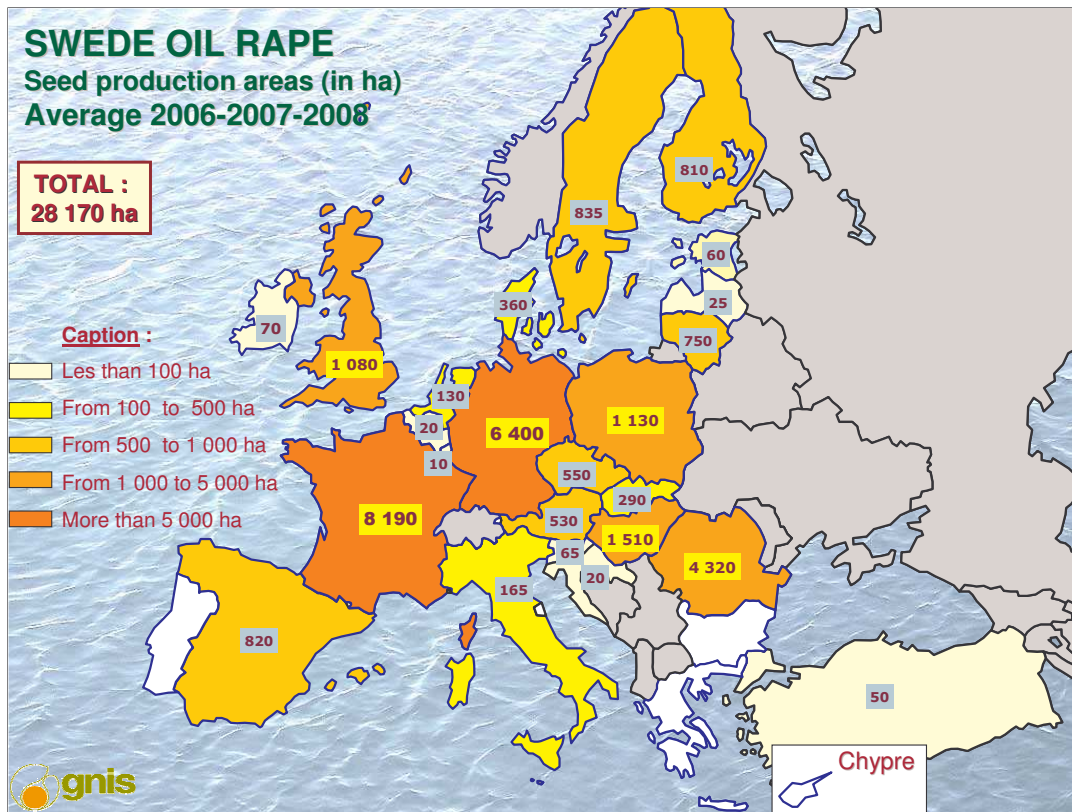 SWEDE OIL RAPE
Seed production areas (in ha)
Average 2006-2007-2008
TOTAL :
28 170 ha
Caption :
Less than 100 ha
From 100 to 500 ha
From 500 to 1 000 ha
From 1 000 to 5 000 ha
More than 5 000 ha
810
835
60
25
360
70
750
1 080
130
20
6 400
1 130
10
550
290
8 190
530
1 510
65
20
4 320
165
820
50
Chypre
gnis